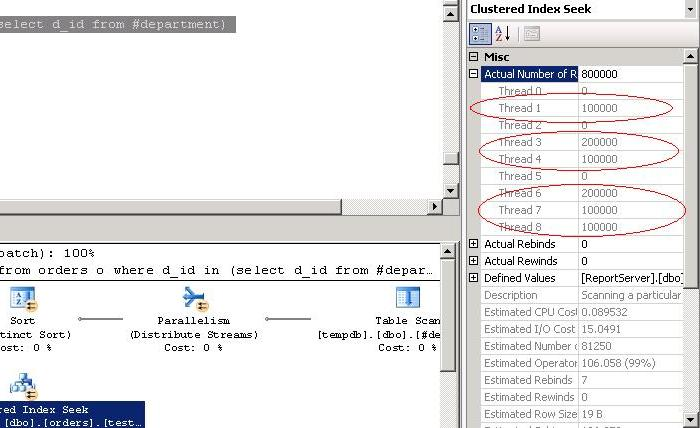 select d_id from #department)
patch): 100%
from orders o where d_id in (select d_id from #depar...
Sort
tinct Sort)
ost: 0 %
Parallelism
(Distribute Streams)
Cost: 0 %
Table Scan
[tempdb].[dbo].[#de
Cost: 0 %
red Index Seek
dbo].[orders].[test...
Clustered Index Seek
Misc
Actual Number of R 800000
Thread 0 0
Thread 1 100000
Thread 2 0
Thread 3 200000
Thread 4 100000
Thread 5 0
Thread 6 200000
Thread 7 100000
Thread 8 100000
Actual Rebinds 0
Actual Rewinds 0
Defined Values [ReportServer].[dbo]
Description Scanning a particular
Estimated CPU Cost 0.089532
Estimated I/O Cost 15.0491
Estimated Number c 81250
Estimated Operator 106.058 (99%)
Estimated Rebinds 7
Estimated Rewinds 0
Estimated Row Size 19 B